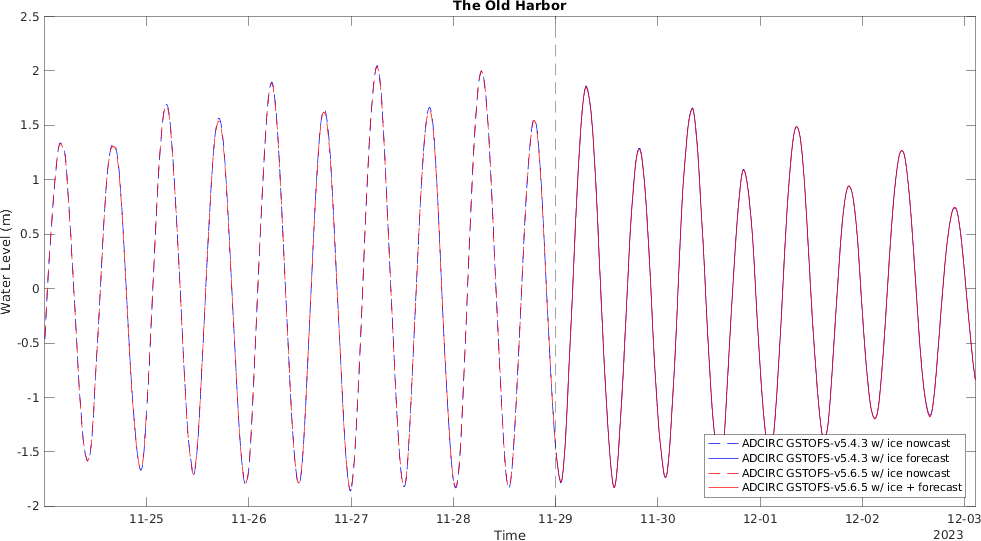 The Old Harbor
2.5
2
1.5
1
0.5
0
-0.5
-1
-1.5
-2
Water Level (m)
11-25 11-26 11-27 11-28 11-29 11-30 12-01 12-02 12-03
2023
Time
ADCIRC GSTOFS-v5.4.3 w/ ice nowcast
ADCIRC GSTOFS-v5.4.3 w/ ice forecast
ADCIRC GSTOFS-v5.6.5 w/ ice nowcast
ADCIRC GSTOFS-v5.6.5 w/ ice + forecast